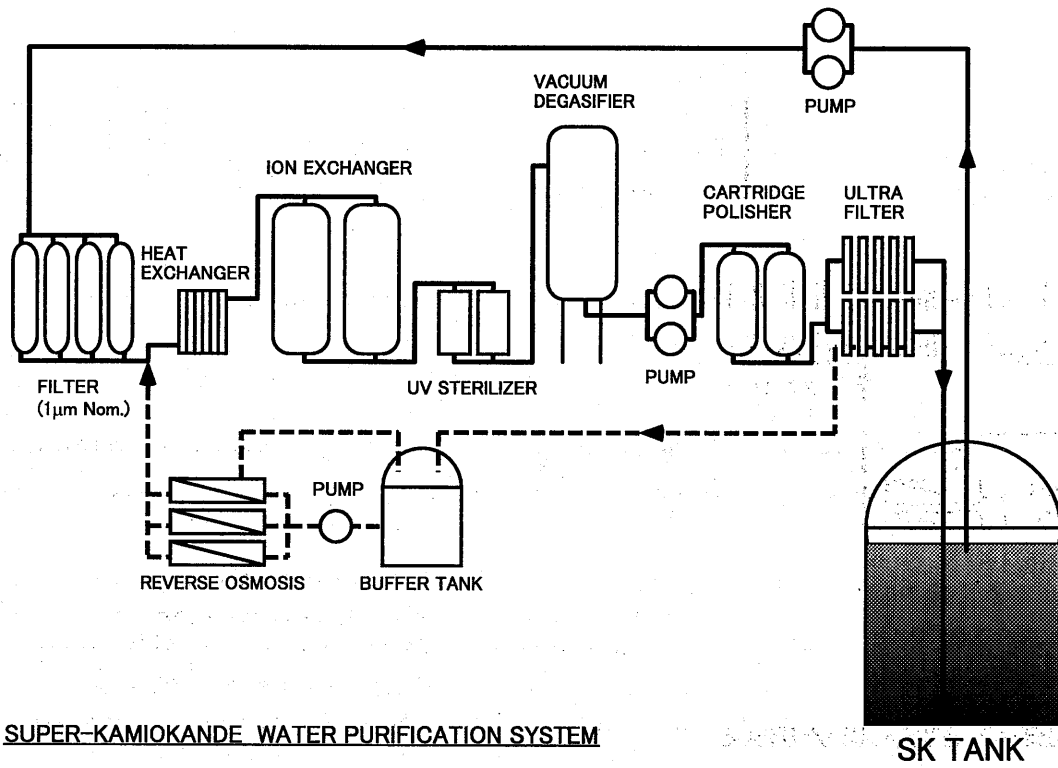 PUMP
VACUUM
DEGASIFIER
ION EXCHANGER
CARTRIDGE
POLISHER
ULTRA
FILTER
HEAT
EXCHANGER
FILTER
(1μm Nom.)
UV STERILIZER
PUMP
PUMP
REVERSE OSMOSIS
BUFFER TANK
SUPER-KAMIOKANDE WATER PURIFICATION SYSTEM
SK TANK